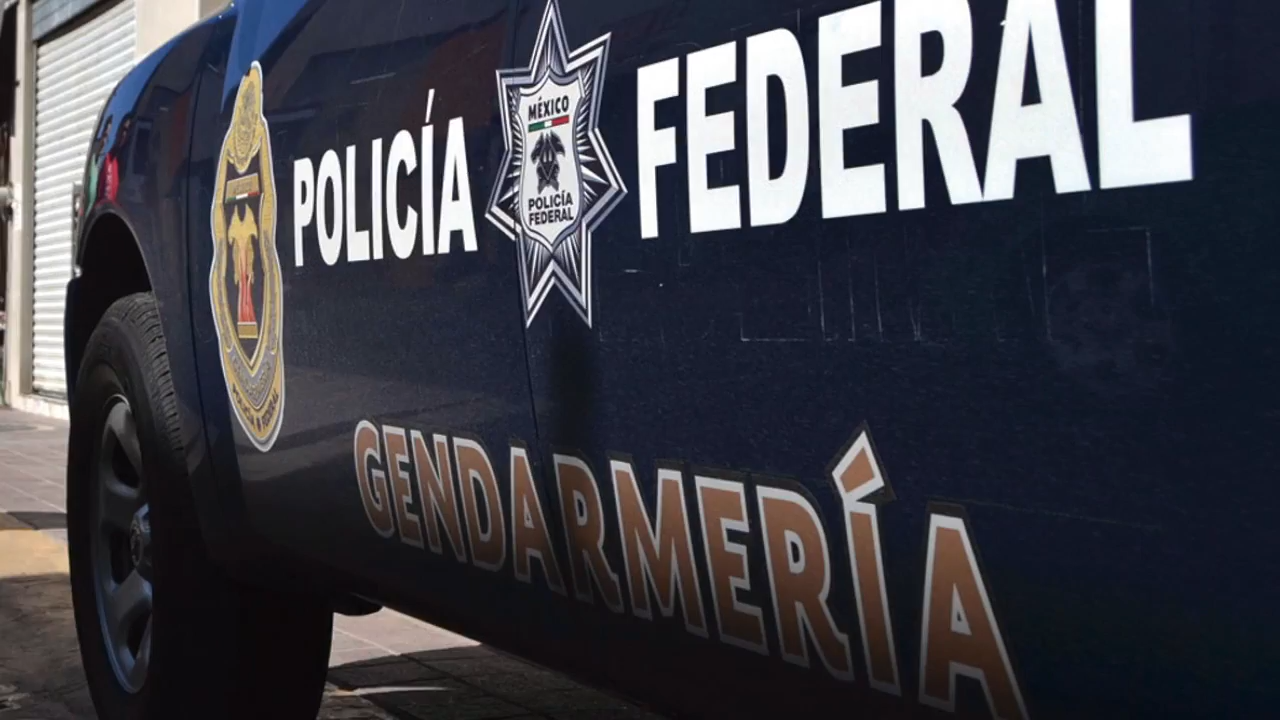 POLICÍA
MÉXICO
POLICÍA
FEDERAL
FEDERAL
GENDARMERÍA